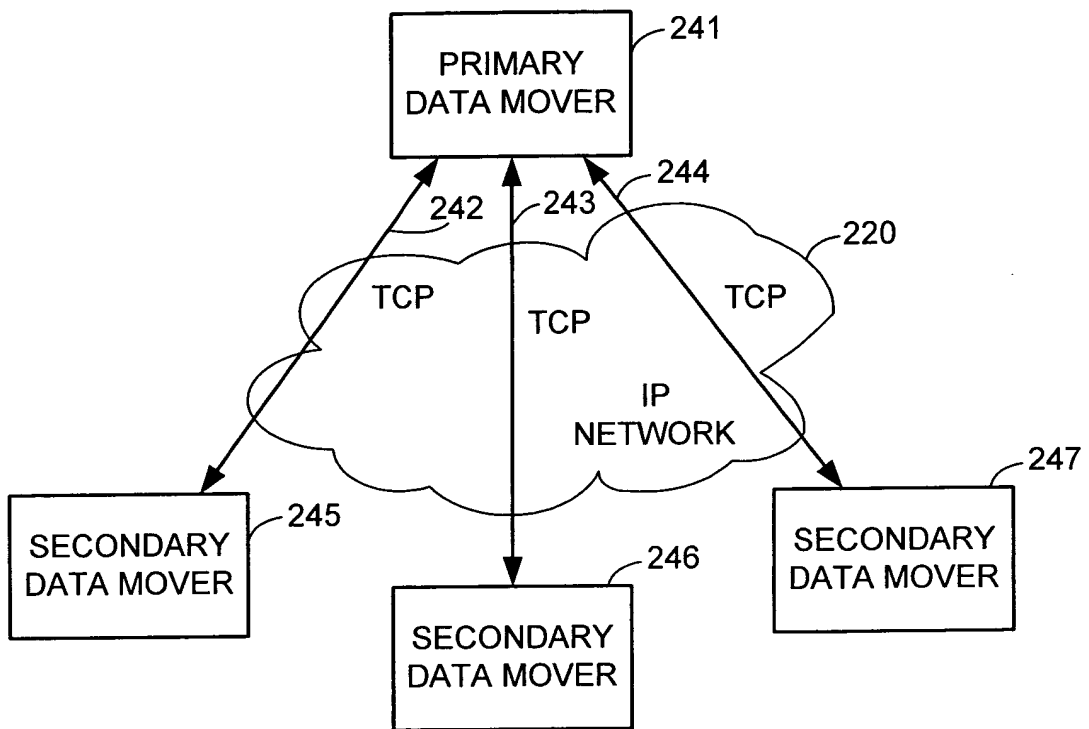 241
PRIMARY
DATA MOVER
242
243
244
220
TCP
TCP
TCP
IP
NETWORK
245
SECONDARY
DATA MOVER
246
SECONDARY
DATA MOVER
247
SECONDARY
DATA MOVER